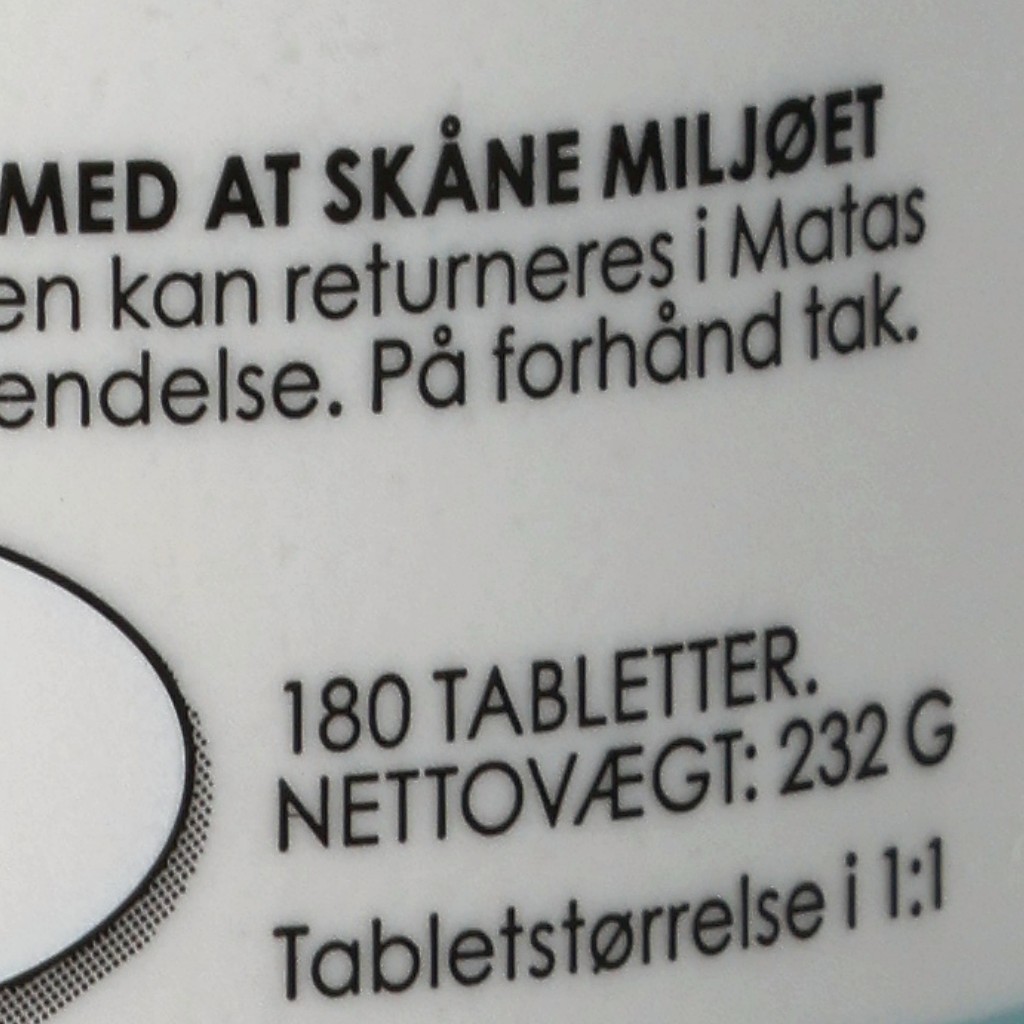 MED AT SKÅNE MILJØET
en kan returneres i Matas
endelse. På forhånd tak.
180 TABLETTER.
NETTOVÆGT: 232 G
Tabletstørrelse i 1:1